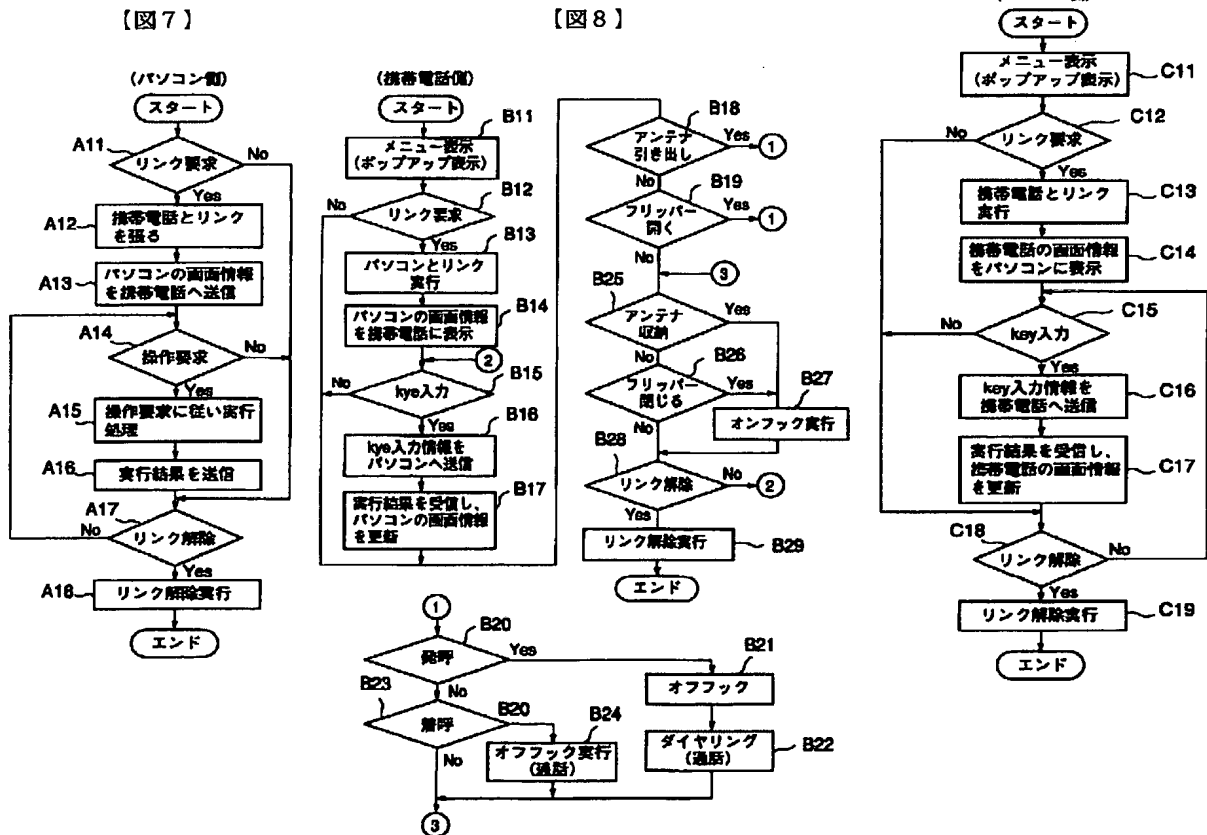 【図7】
(パソコン側)
スタート
A11
リンク要求
No
Yes
A12
携帯電話とリンク
を張る
A13
パソコンの画面情報
を携帯電話へ送信
A14
操作要求
No
Yes
A15
操作要求に従い実行
処理
A16
実行結果を送信
A17
リンク解除
No
Yes
A18
リンク解除実行
エンド
【図8】
(携帯電話側)
スタート
B11
メニュー表示
(ポップアップ表示)
B12
リンク要求
No
Yes
B13
パソコンとリンク
実行
B14
パソコンの画面情報
を携帯電話に表示
②
B15
kye入力
No
Yes
B16
kye入力情報を
パソコンへ送信
B17
実行結果を受信し、
パソコンの画面情報
を更新
B18
アンテナ
引き出し
Yes
①
No
B19
フリッパー
開く
Yes
①
No
③
B25
アンテナ
収納
Yes
No
B26
フリッパー
閉じる
Yes
B27
オンフック実行
No
B28
リンク解除
No
②
Yes
リンク解除実行
B29
エンド
①
B20
発呼
Yes
B21
オフフック
No
B23
着呼
B20
B24
オフフック実行
(通話)
ダイヤリング
(通話)
B22
No
③
スタート
メニュー表示
(ポップアップ表示)
C11
C12
リンク要求
No
Yes
携帯電話とリンク
実行
C13
携帯電話の画面情報
をパソコンに表示
C14
C15
key入力
No
Yes
key入力情報を
携帯電話へ送信
C16
実行結果を受信し、
携帯電話の画面情報
を更新
C17
C18
リンク解除
No
Yes
リンク解除実行
C19
エンド